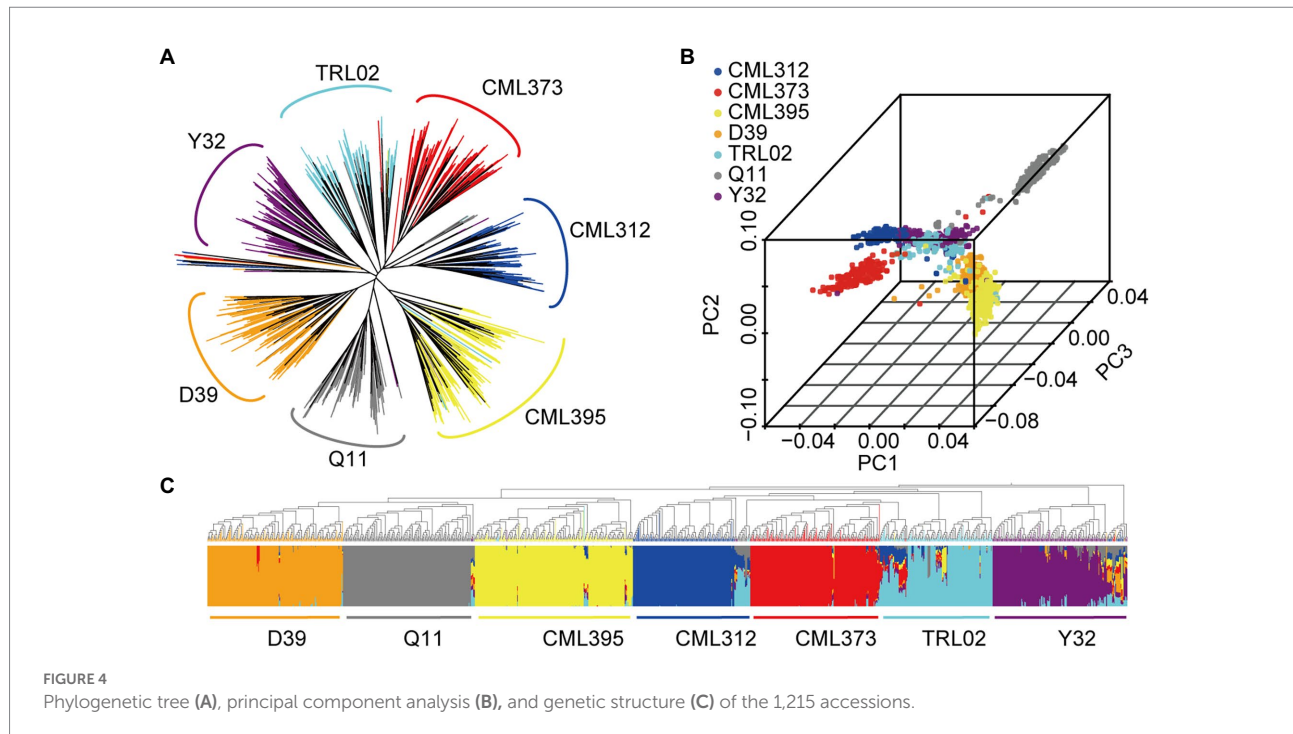 A
TRL02
CML373
Y32
CML312
D39
CML395
Q11
B
CML312
CML373
CML395
D39
TRL02
Q11
Y32
PC2
0.10
0.00
−0.10
−0.04
0.00
0.04
PC1
0.04
0.00
−0.04
−0.08
PC3
C
D39
Q11
CML395
CML312
CML373
TRL02
Y32
FIGURE 4
Phylogenetic tree (A), principal component analysis (B), and genetic structure (C) of the 1,215 accessions.